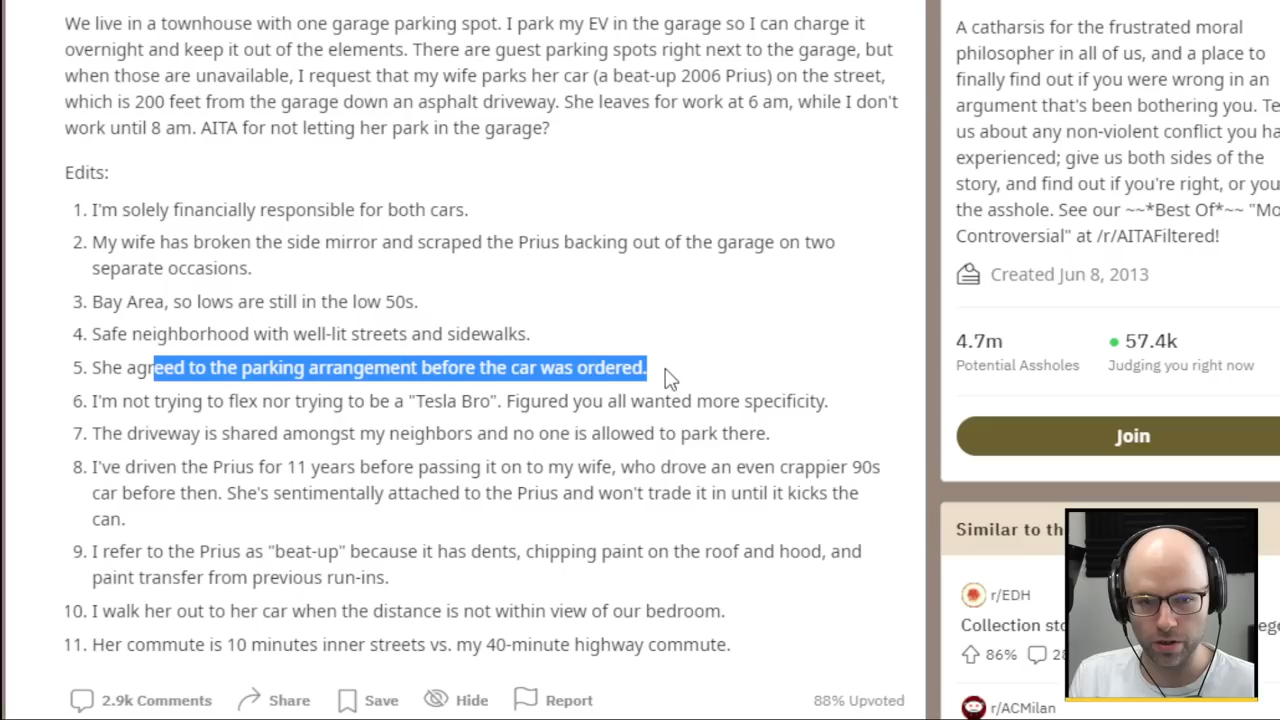 We live in a townhouse with one garage parking spot. I park my EV in the garage so I can charge it
overnight and keep it out of the elements. There are guest parking spots right next to the garage, but
when those are unavailable, I request that my wife parks her car (a beat-up 2006 Prius) on the street,
which is 200 feet from the garage down an asphalt driveway. She leaves for work at 6 am, while I don't
work until 8 am. AITA for not letting her park in the garage?
Edits:
1. I'm solely financially responsible for both cars.
2. My wife has broken the side mirror and scraped the Prius backing out of the garage on two
separate occasions.
3. Bay Area, so lows are still in the low 50s.
4. Safe neighborhood with well-lit streets and sidewalks.
5. She agreed to the parking arrangement before the car was ordered.
6. I'm not trying to flex nor trying to be a "Tesla Bro". Figured you all wanted more specificity.
7. The driveway is shared amongst my neighbors and no one is allowed to park there.
8. I've driven the Prius for 11 years before passing it on to my wife, who drove an even crappier 90s
car before then. She's sentimentally attached to the Prius and won't trade it in until it kicks the
can.
9. I refer to the Prius as "beat-up" because it has dents, chipping paint on the roof and hood, and
paint transfer from previous run-ins.
10. I walk her out to her car when the distance is not within view of our bedroom.
11. Her commute is 10 minutes inner streets vs. my 40-minute highway commute.
2.9k Comments Share Save Hide Report 88% Upvoted
A catharsis for the frustrated moral
philosopher in all of us, and a place to
finally find out if you were wrong in an
argument that's been bothering you. Te
us about any non-violent conflict you ha
experienced; give us both sides of the
story, and find out if you're right, or you
the asshole. See our ~~*Best Of*~~ "Mo
Controversial" at /r/AITAFiltered!
Created Jun 8, 2013
4.7m 57.4k
Potential Assholes Judging you right now
Join
Similar to th
r/EDH
Collection sto
86% 28
r/ACMilan